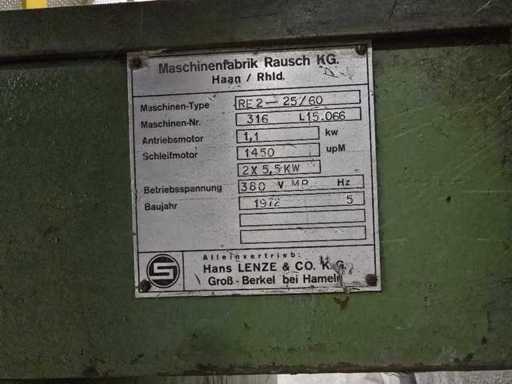 Maschinenfabrik Rausch KG.
Haan / Rhld.
Maschinen-Type RE 2 - 25/60
Maschinen-Nr. 316 L15.066
Antriebsmotor 1,1 kw
Schleifmotor 1450 upM
2X 5,5KW
Betriebsspannung 380 V MP Hz
Baujahr 1972 5
Alleinvertrieb:
Hans LENZE & CO. K.G.
Groß-Berkel bei Hameln